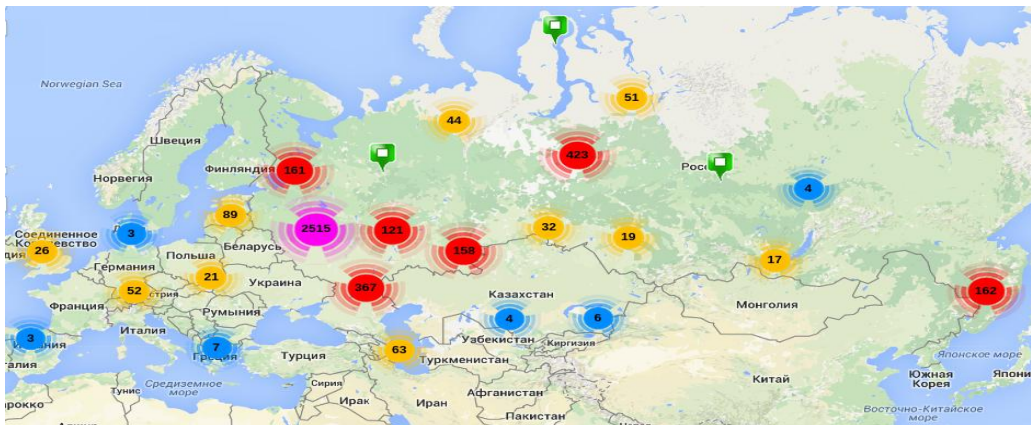 51
Norwegian Sea
44
Швеция
423
161
Финляндия
Норвегия
4
89
2515
121
32
19
3
Соединенное
Королевство
26
Беларусь
Польша
158
17
Германия
21
52
Украина
367
Казахстан
162
Монголия
Франция
Румыния
4
6
Италия
3
7
Узбекистан
Киргизия
63
Греция
Турция
Туркменистан
Японское море
Южная
Корея
Китай
Средиземное
море
Тунис
Сирия
Ирак
Иран
Афганистан
Пакистан
Восточно-Китайское
море